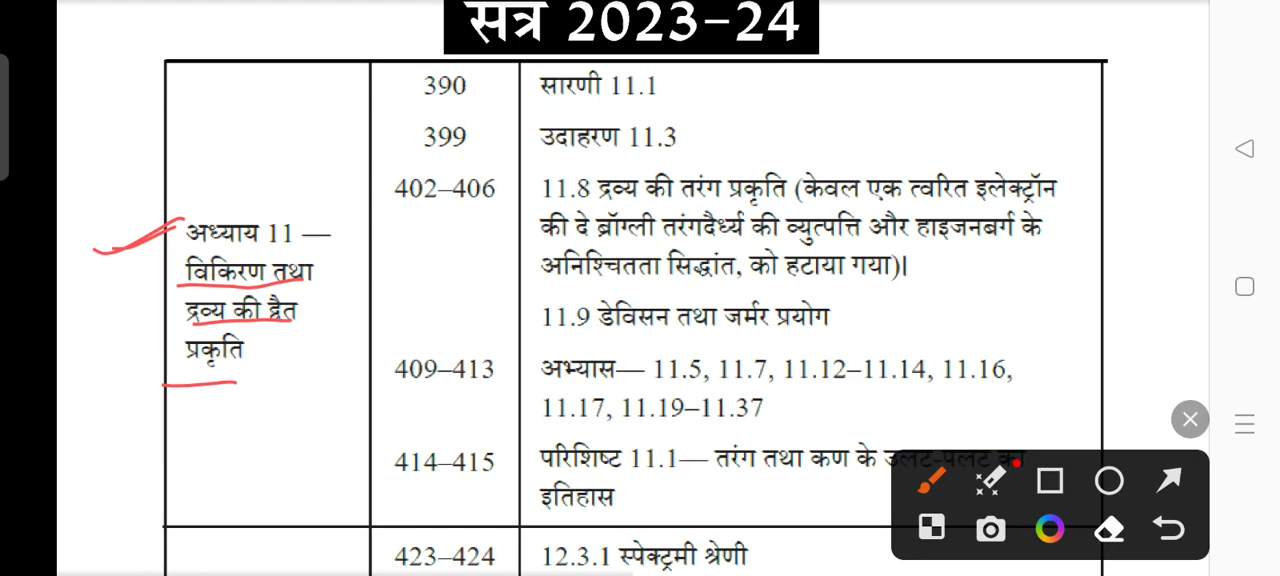 सत्र 2023-24
390 सारणी 11.1
399 उदाहरण 11.3
402–406 11.8 द्रव्य की तरंग प्रकृति (केवल एक त्वरित इलेक्ट्रॉन
की दे ब्रॉग्ली तरंगदैर्ध्य की व्युत्पत्ति और हाइजनबर्ग के
अनिश्चितता सिद्धांत, को हटाया गया)।
अध्याय 11 —
विकिरण तथा
द्रव्य की द्वैत
प्रकृति
11.9 डेविसन तथा जर्मर प्रयोग
409–413 अभ्यास— 11.5, 11.7, 11.12–11.14, 11.16,
11.17, 11.19–11.37
414–415 परिशिष्ट 11.1— तरंग तथा कण के उलट-पलट का
इतिहास
423–424 12.3.1 स्पेक्ट्रमी श्रेणी